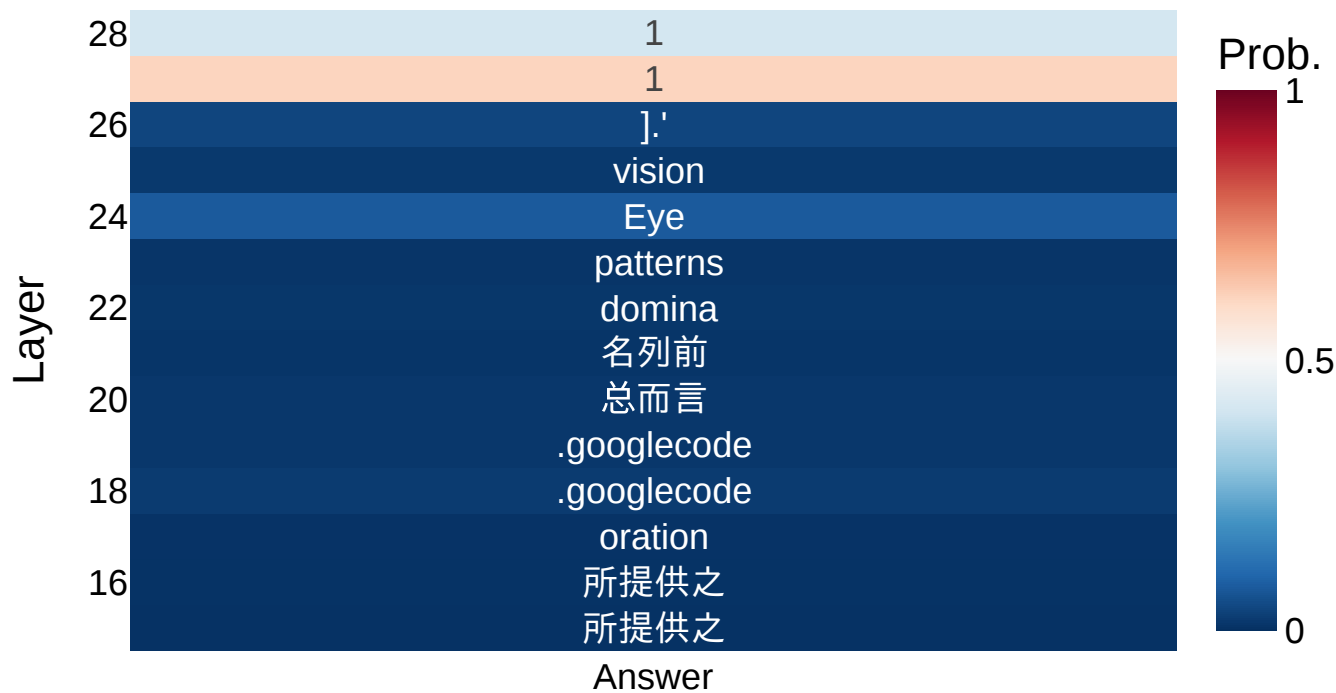 28
1
Prob.
1
1
26
].'
vision
24
Eye
patterns
22
domina
Layer
名列前
0.5
20
总而言
.googlecode
18
.googlecode
oration
16
所提供之
所提供之
0
Answer